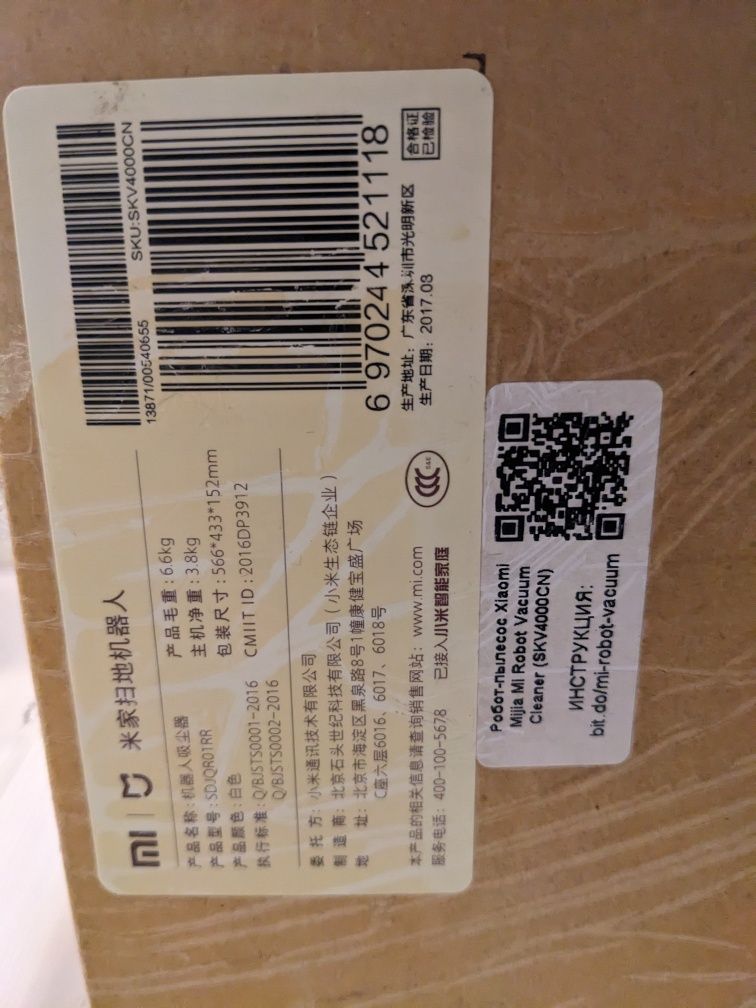 mi | 米家扫地机器人
产品名称：机器人吸尘器
产品型号：SDJQR01RR
产品颜色：白色
执行标准：Q/BJSTS0001-2016
Q/BJSTS0002-2016
产品毛重：6.6kg
主机净重：3.8kg
包装尺寸：566*433*152mm
CMIIT ID：2016DP3912
委托方：小米通讯技术有限公司
制造商：北京石头世纪科技有限公司（小米生态链企业）
地址：北京市海淀区黑泉路8号1幢康健宝盛广场
C座六层6016、6017、6018号
本产品的相关信息请查询销售网站：www.mi.com
服务电话：400-100-5678 已接入小米智能家庭
SKU:SKV4000CN
13871/00540655
6 970244 521118
生产地址：广东省深圳市光明新区
生产日期：2017.08
合格证
已检验
Робот-пылесос Xiaomi
Mijia Mi Robot Vacuum
Cleaner (SKV4000CN)
ИНСТРУКЦИЯ:
bit.do/mi-robot-vacuum